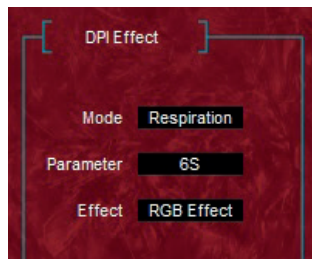 DPI Effect
Mode Respiration
Parameter 6S
Effect RGB Effect